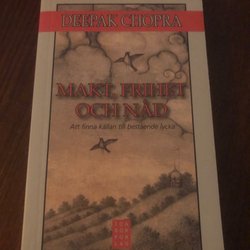 DEEPAK CHOPRA
MAKT, FRIHET
OCH NÅD
Att finna källan till bestående lycka